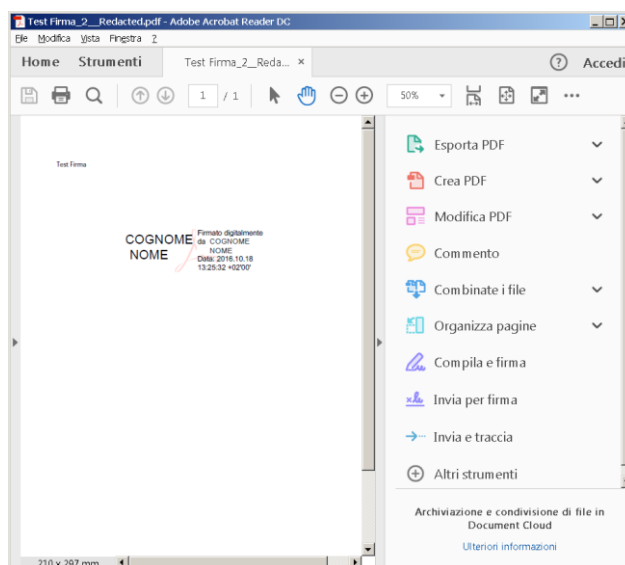 Test Firma_2__Redacted.pdf - Adobe Acrobat Reader DC
File Modifica Vista Finestra ?
Home Strumenti Test Firma_2__Reda... × ? Accedi
1 / 1 50%
Test Firma
COGNOME
NOME
Firmato digitalmente
da COGNOME
NOME
Data: 2016.10.18
13:25:32 +02'00'
210 x 297 mm
Esporta PDF
Crea PDF
Modifica PDF
Commento
Combinate i file
Organizza pagine
Compila e firma
Invia per firma
Invia e traccia
Altri strumenti
Archiviazione e condivisione di file in
Document Cloud
Ulteriori informazioni